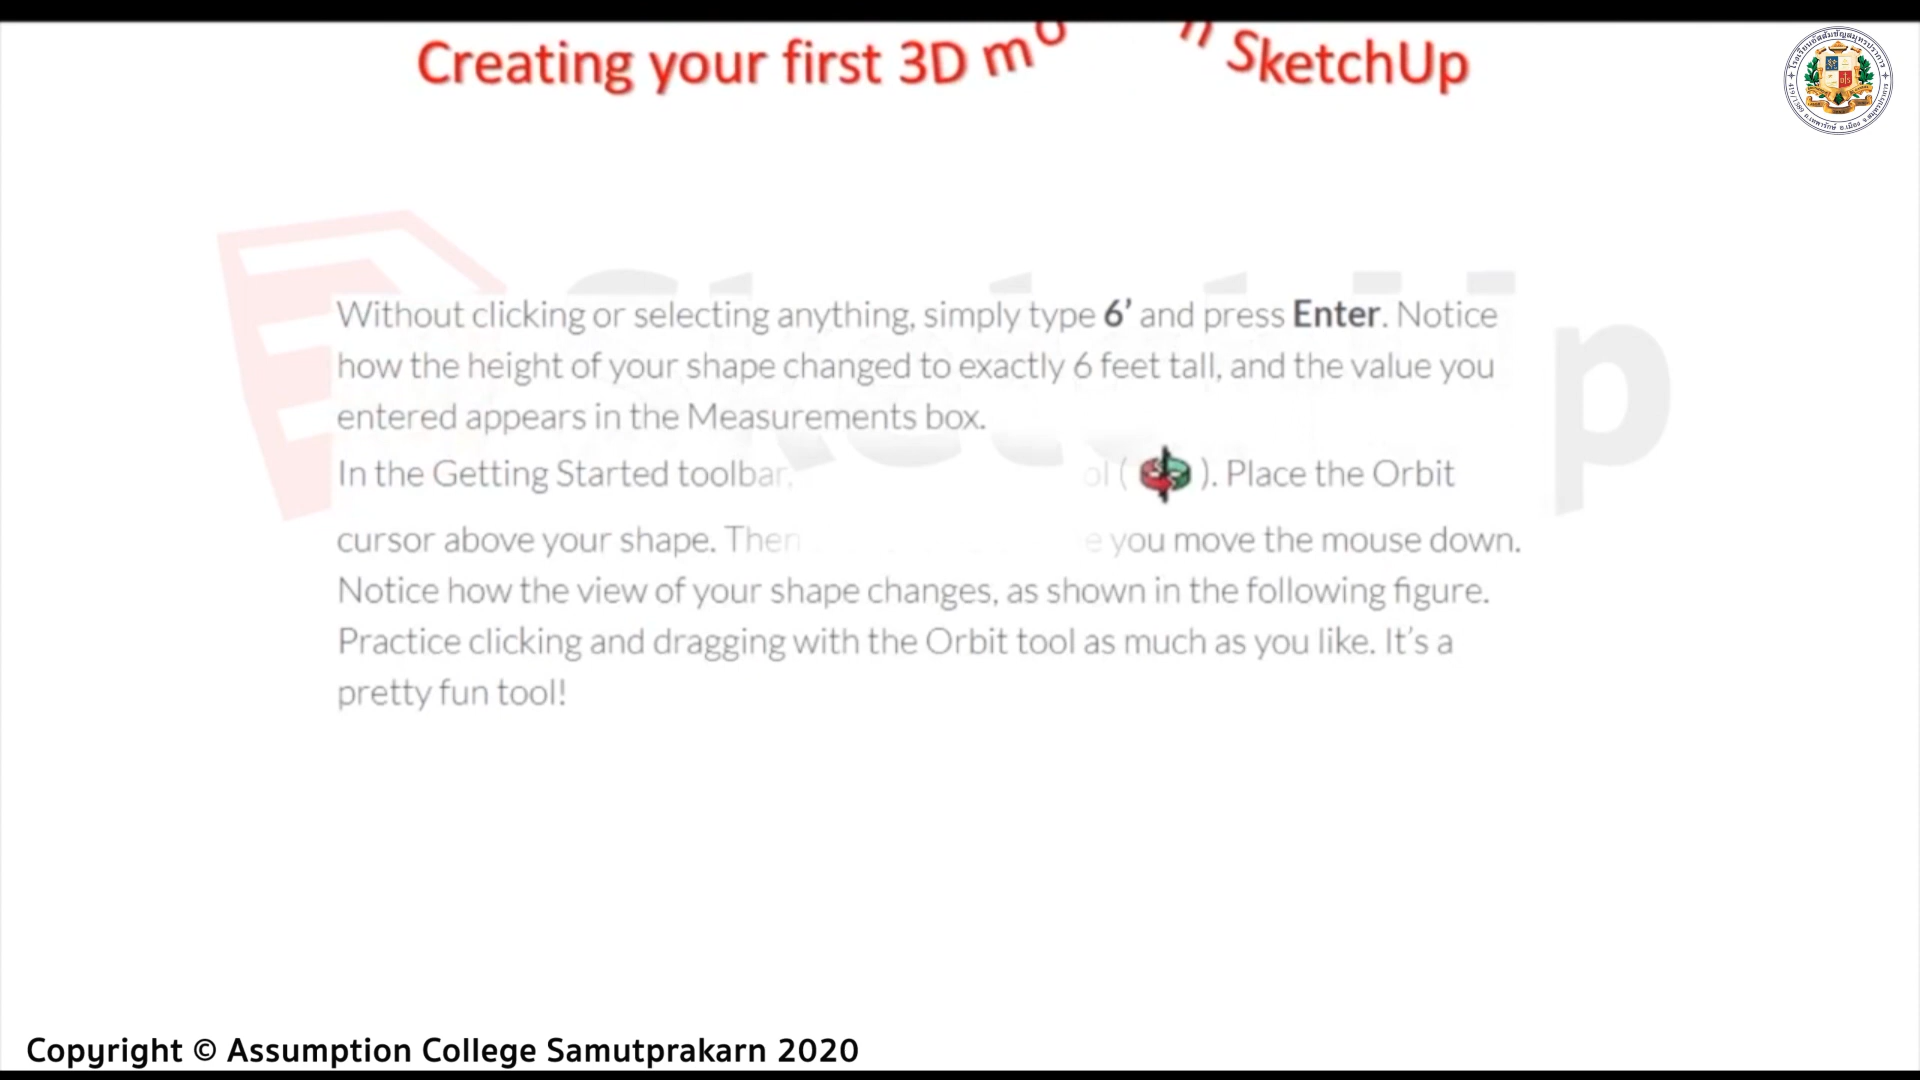 Creating your first 3D mo n SketchUp
Without clicking or selecting anything, simply type 6’ and press Enter. Notice
how the height of your shape changed to exactly 6 feet tall, and the value you
entered appears in the Measurements box.
In the Getting Started toolbar, ol ( ). Place the Orbit
cursor above your shape. Then e you move the mouse down.
Notice how the view of your shape changes, as shown in the following figure.
Practice clicking and dragging with the Orbit tool as much as you like. It’s a
pretty fun tool!
Copyright © Assumption College Samutprakarn 2020